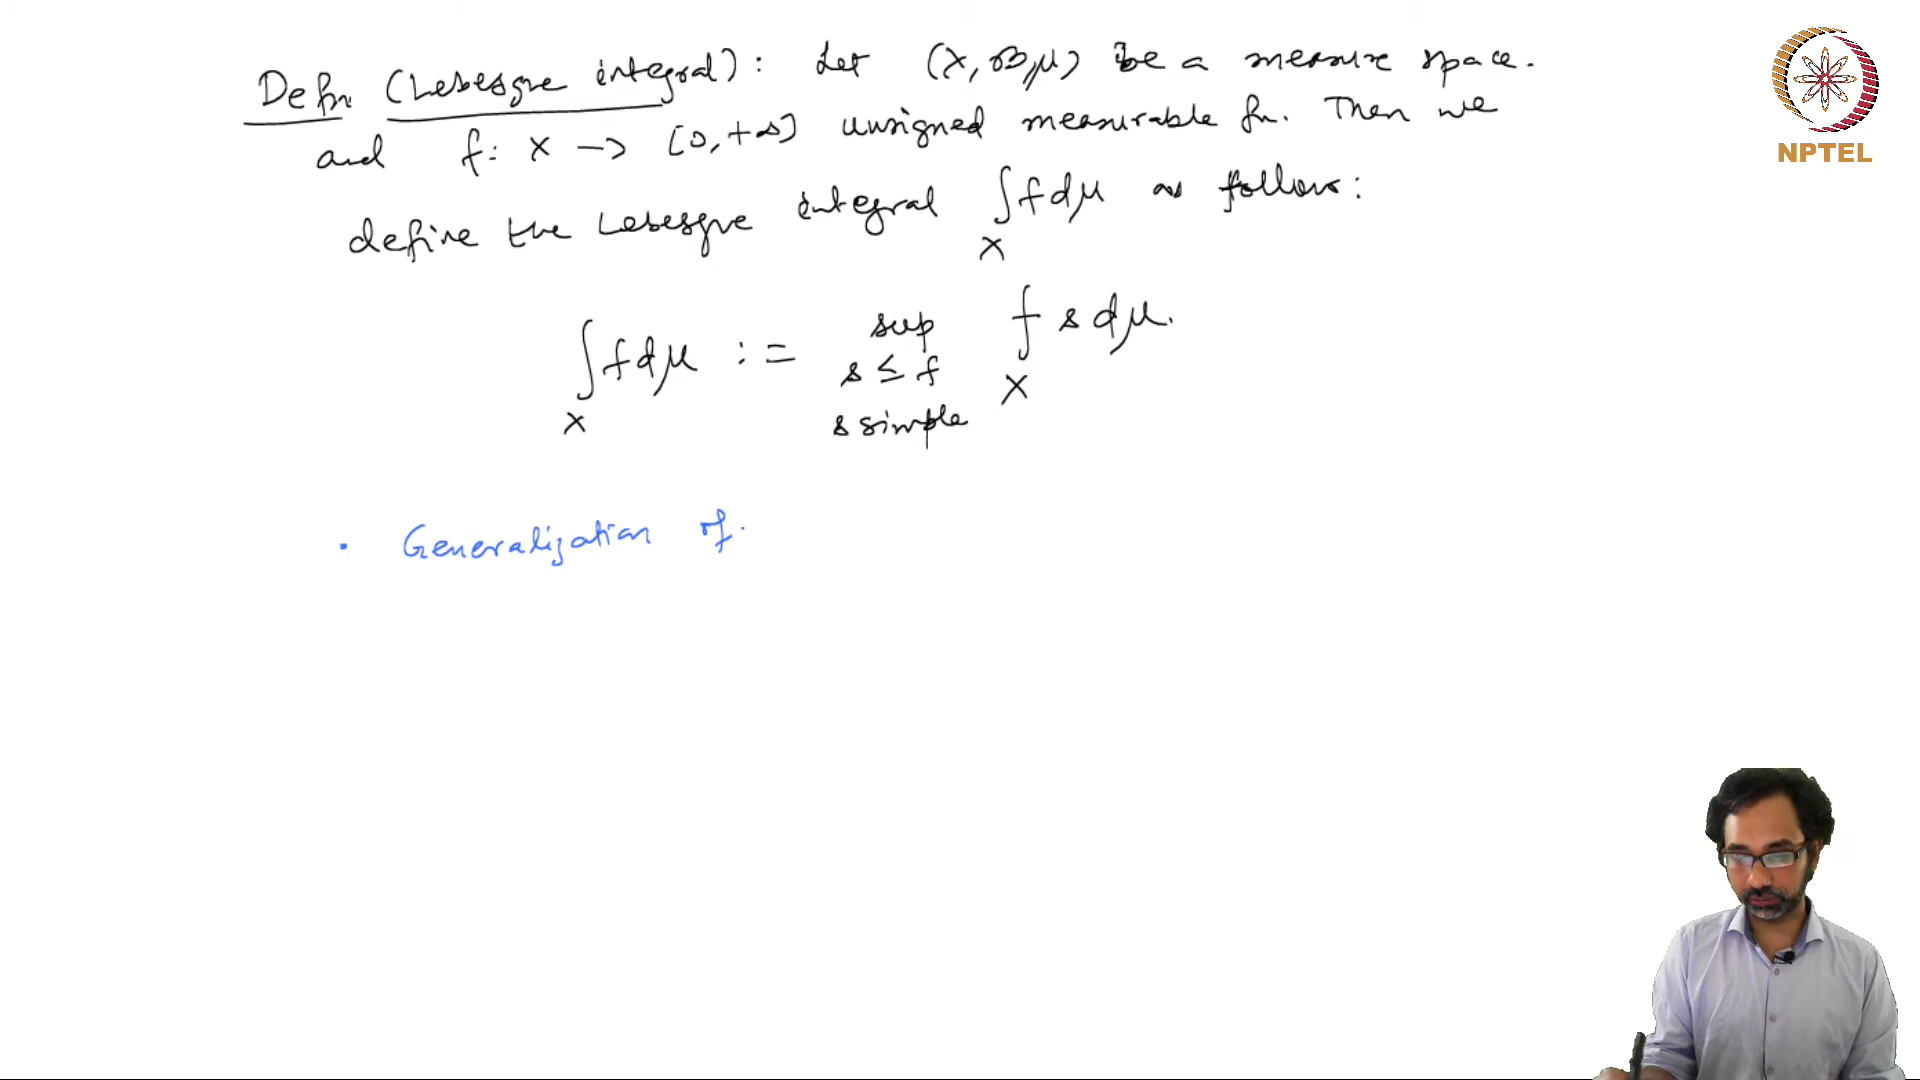 Defn (Lebesgue integral): Let (X, B, μ) be a measure space.
and f: X → [0, +∞] unsigned measurable fn. Then we
define the Lebesgue integral ∫_X f dμ as follows:
∫_X f dμ := sup_{s ≤ f, s simple} ∫_X s dμ.
• Generalization of
NPTEL